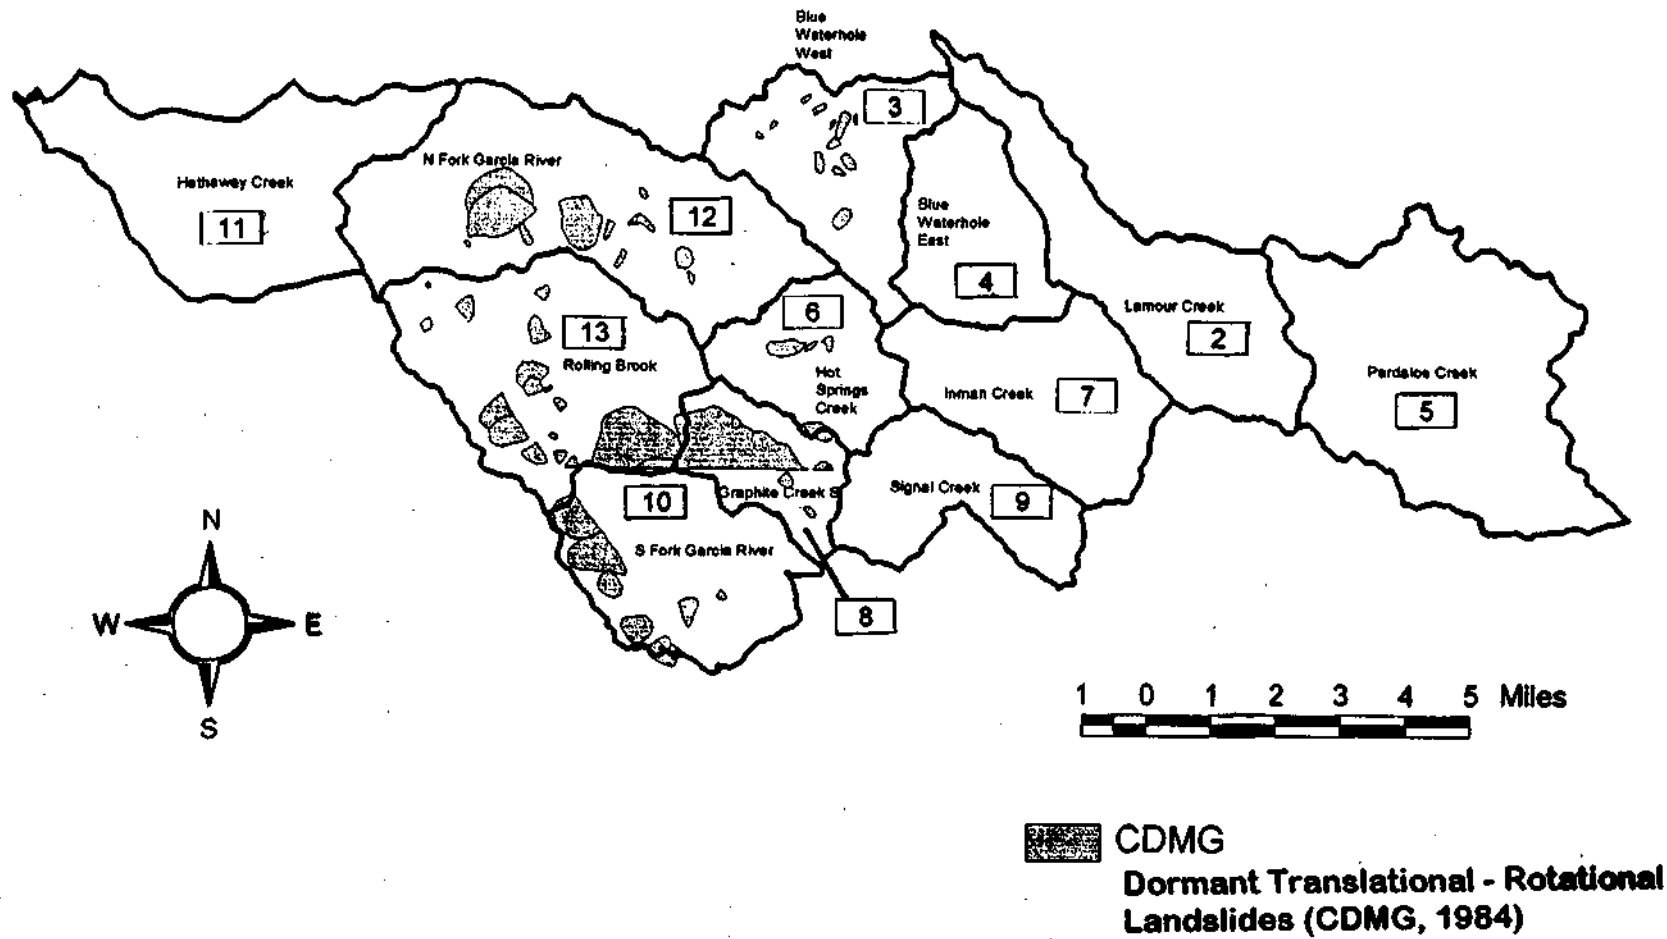 Blue
Waterhole
West
3
N Fork Garcia River
Hathaway Creek
11
12
Blue
Waterhole
East
4
6
Lamour Creek
2
13
Rolling Brook
Hot
Springs
Creek
Inman Creek
7
Pardaloe Creek
5
10
Graphite Creek S
Signal Creek
9
S Fork Garcia River
8
N
W
E
S
1 0 1 2 3 4 5 Miles
CDMG
Dormant Translational - Rotational
Landslides (CDMG, 1984)